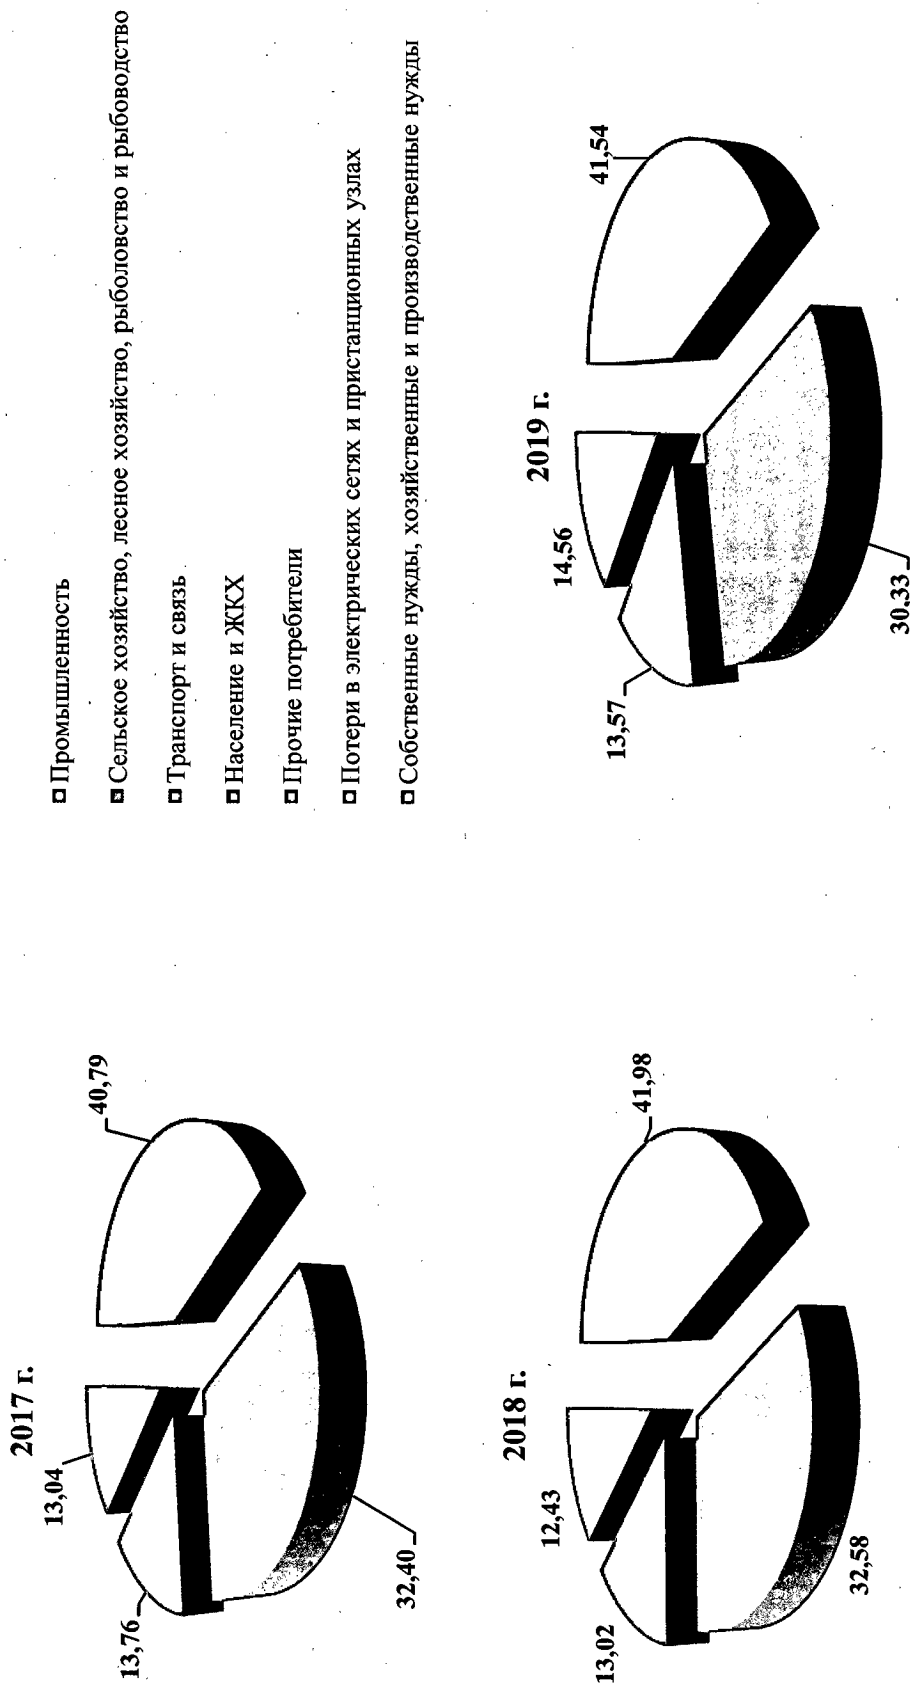 2017 г.
13,04
40,79
13,76
32,40
Промышленность
Сельское хозяйство, лесное хозяйство, рыболовство и рыбоводство
Транспорт и связь
Население и ЖКХ
Прочие потребители
Потери в электрических сетях и пристанционных узлах
Собственные нужды, хозяйственные и производственные нужды
2018 г.
12,43
41,98
13,02
32,58
2019 г.
14,56
41,54
13,57
30,33